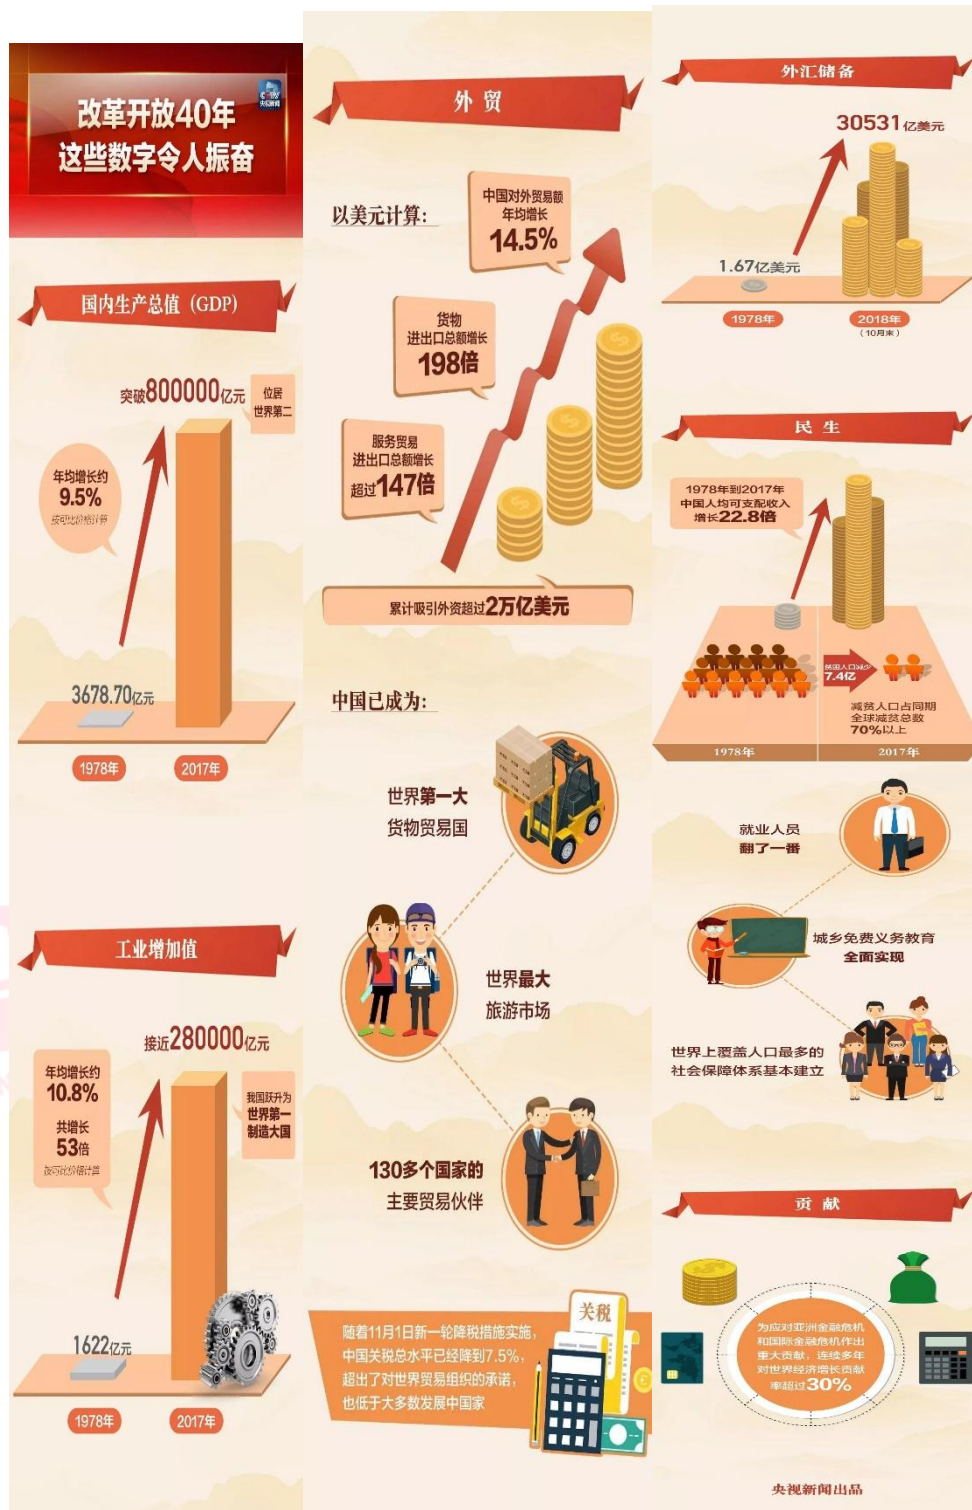 改革开放40年
这些数字令人振奋
央视新闻
国内生产总值 (GDP)
突破800000亿元
位居
世界第二
年均增长约
9.5%
按可比价格计算
3678.70亿元
1978年
2017年
工业增加值
接近280000亿元
年均增长约
10.8%
共增长
53倍
按可比价格计算
我国跃升为
世界第一
制造大国
1622亿元
1978年
2017年
外贸
以美元计算:
中国对外贸易额
年均增长
14.5%
货物
进出口总额增长
198倍
服务贸易
进出口总额增长
超过147倍
累计吸引外资超过2万亿美元
中国已成为:
世界第一大
货物贸易国
世界最大
旅游市场
130多个国家的
主要贸易伙伴
关税
随着11月1日新一轮降税措施实施,
中国关税总水平已经降到7.5%,
超出了对世界贸易组织的承诺,
也低于大多数发展中国家
外汇储备
30531亿美元
1.67亿美元
1978年
2018年
(10月末)
民生
1978年到2017年
中国人均可支配收入
增长22.8倍
贫困人口减少
7.4亿
减贫人口占同期
全球减贫总数
70%以上
1978年
2017年
就业人员
翻了一番
城乡免费义务教育
全面实现
世界上覆盖人口最多的
社会保障体系基本建立
贡献
为应对亚洲金融危机
和国际金融危机作出
重大贡献,连续多年
对世界经济增长贡献
率超过30%
央视新闻出品